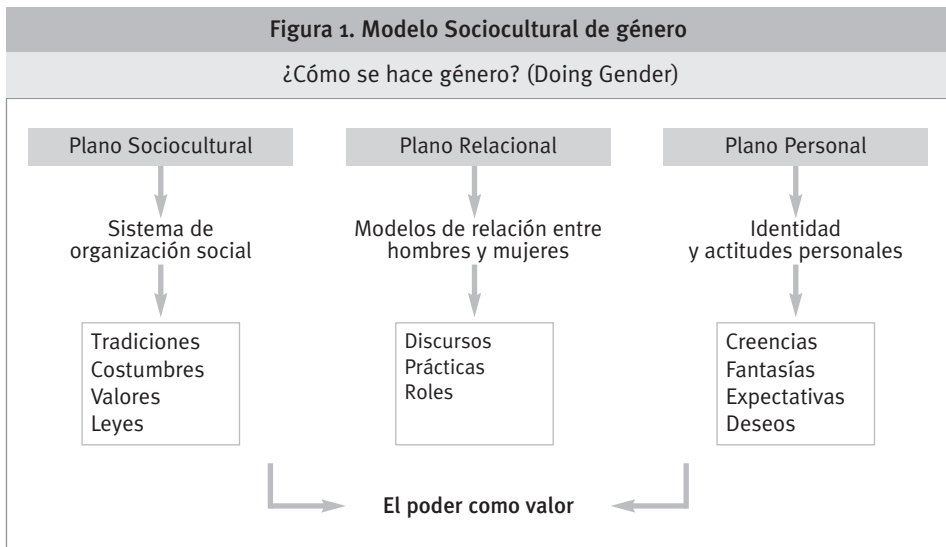 Figura 1. Modelo Sociocultural de género
¿Cómo se hace género? (Doing Gender)
Plano Sociocultural
Sistema de
organización social
Tradiciones
Costumbres
Valores
Leyes
Plano Relacional
Modelos de relación entre
hombres y mujeres
Discursos
Prácticas
Roles
Plano Personal
Identidad
y actitudes personales
Creencias
Fantasías
Expectativas
Deseos
El poder como valor